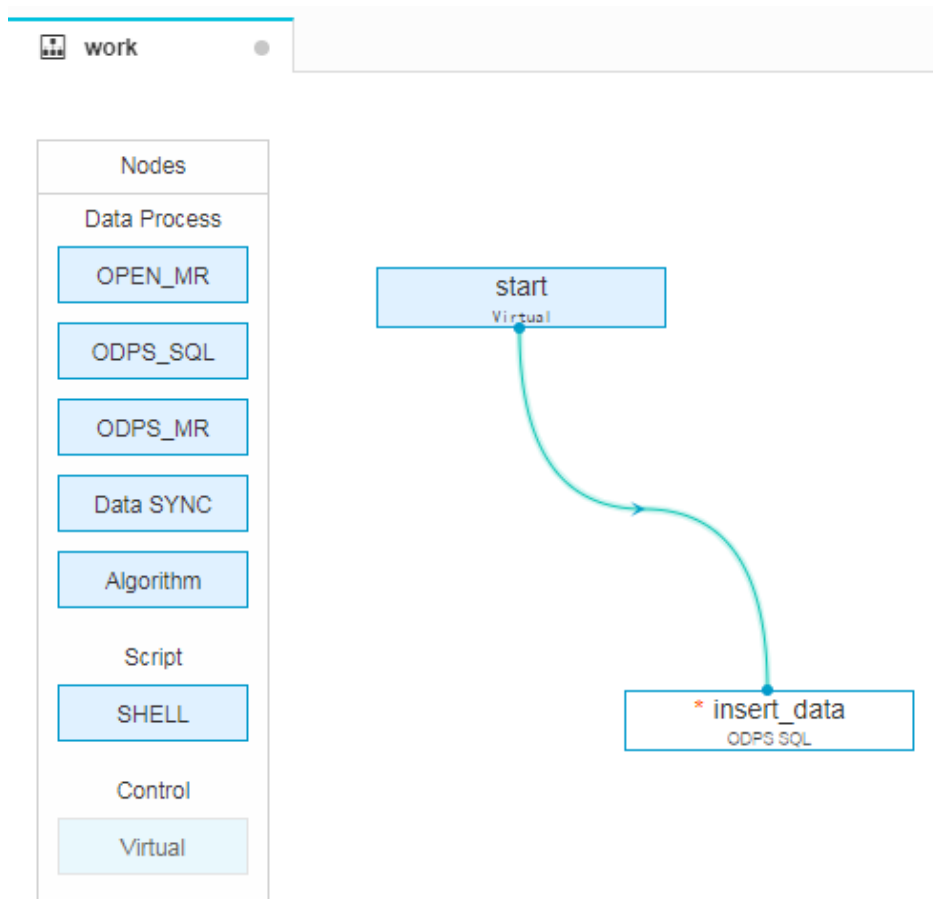 work
Nodes
Data Process
OPEN_MR
ODPS_SQL
ODPS_MR
Data SYNC
Algorithm
Script
SHELL
Control
Virtual
start
Virtual
* insert_data
ODPS SQL